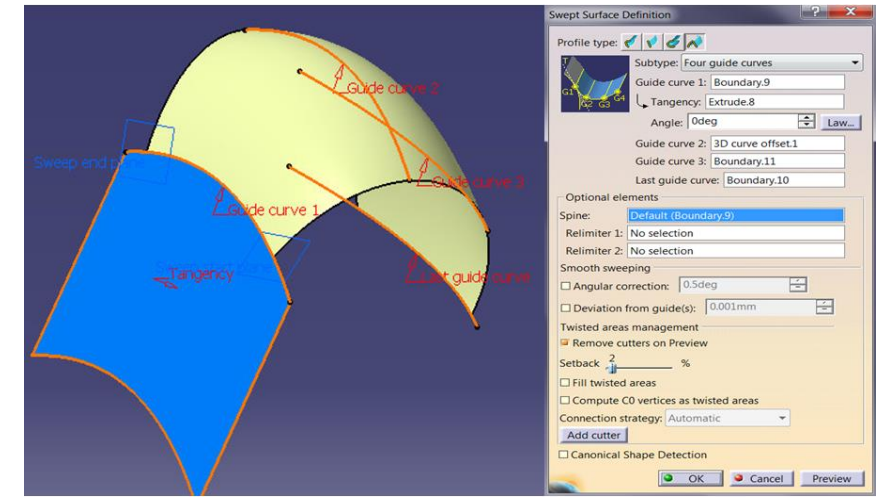 Swept Surface Definition
Profile type:
Subtype: Four guide curves
Guide curve 1: Boundary.9
Tangency: Extrude.8
Angle: 0deg Law...
Guide curve 2: 3D curve offset.1
Guide curve 3: Boundary.11
Last guide curve: Boundary.10
Optional elements
Spine: Default (Boundary.9)
Relimiter 1: No selection
Relimiter 2: No selection
Smooth sweeping
Angular correction: 0.5deg
Deviation from guide(s): 0.001mm
Twisted areas management
Remove cutters on Preview
Setback 2 %
Fill twisted areas
Compute C0 vertices as twisted areas
Connection strategy: Automatic
Add cutter
Canonical Shape Detection
OK Cancel Preview
G1 G2 G3 G4
Guide curve 2
Sweep end plane
Guide curve 3
Guide curve 1
Tangency
Last guide curve